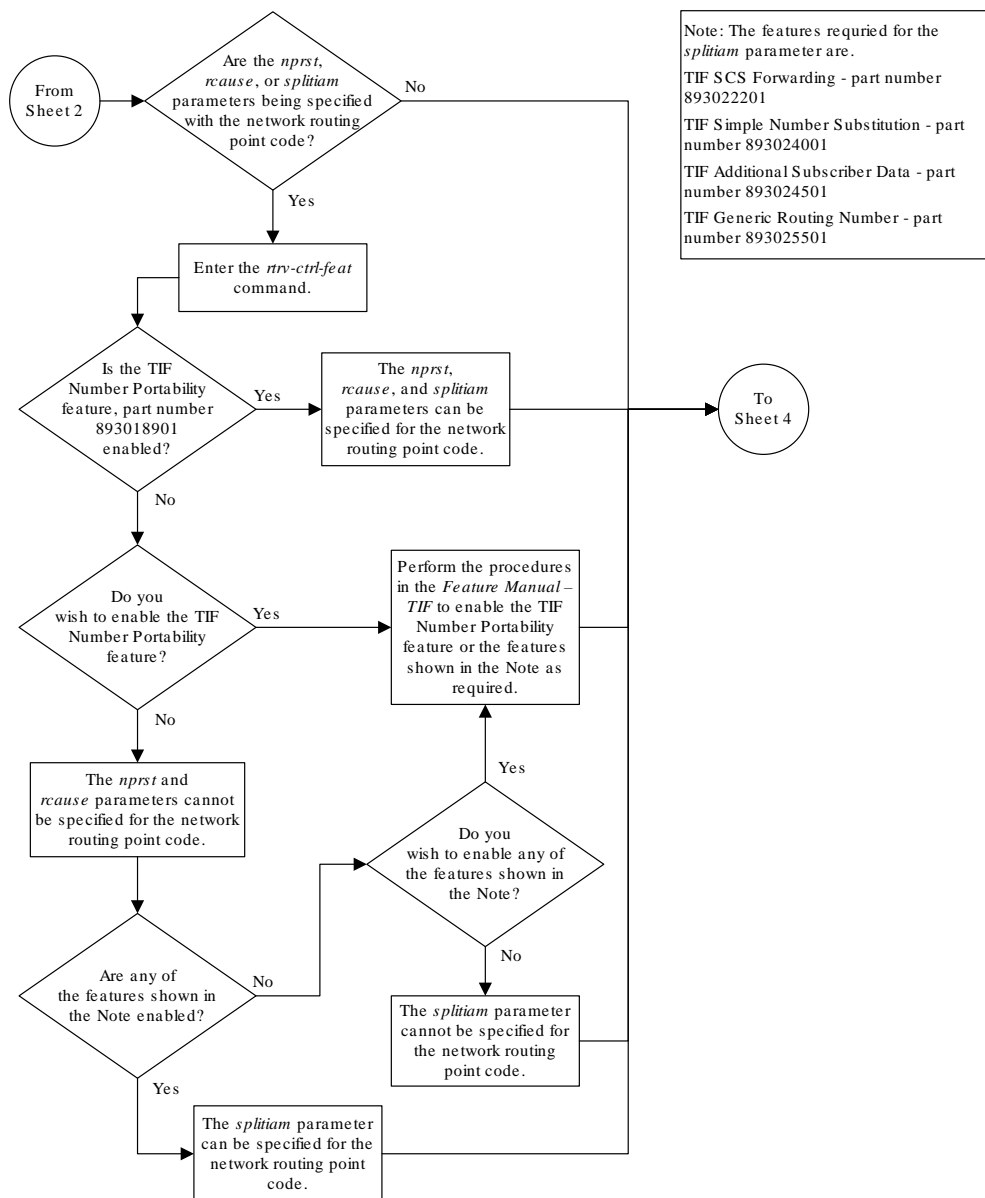 From
Sheet 2
Are the nprst,
rcause, or splitiam
parameters being specified
with the network routing
point code?
No
Yes
Note: The features requried for the
splitiam parameter are.
TIF SCS Forwarding - part number
893022201
TIF Simple Number Substitution - part
number 893024001
TIF Additional Subscriber Data - part
number 893024501
TIF Generic Routing Number - part
number 893025501
Enter the rtrv-ctrl-feat
command.
Is the TIF
Number Portability
feature, part number
893018901
enabled?
Yes
No
The nprst,
rcause, and splitiam
parameters can be
specified for the network
routing point code.
To
Sheet 4
Do you
wish to enable the TIF
Number Portability
feature?
Yes
No
Perform the procedures
in the Feature Manual –
TIF to enable the TIF
Number Portability
feature or the features
shown in the Note as
required.
The nprst and
rcause parameters cannot
be specified for the network
routing point code.
Yes
Do you
wish to enable any of
the features shown in
the Note?
No
Are any of
the features shown in
the Note enabled?
No
Yes
The splitiam parameter
cannot be specified for
the network routing
point code.
The splitiam parameter
can be specified for the
network routing point
code.